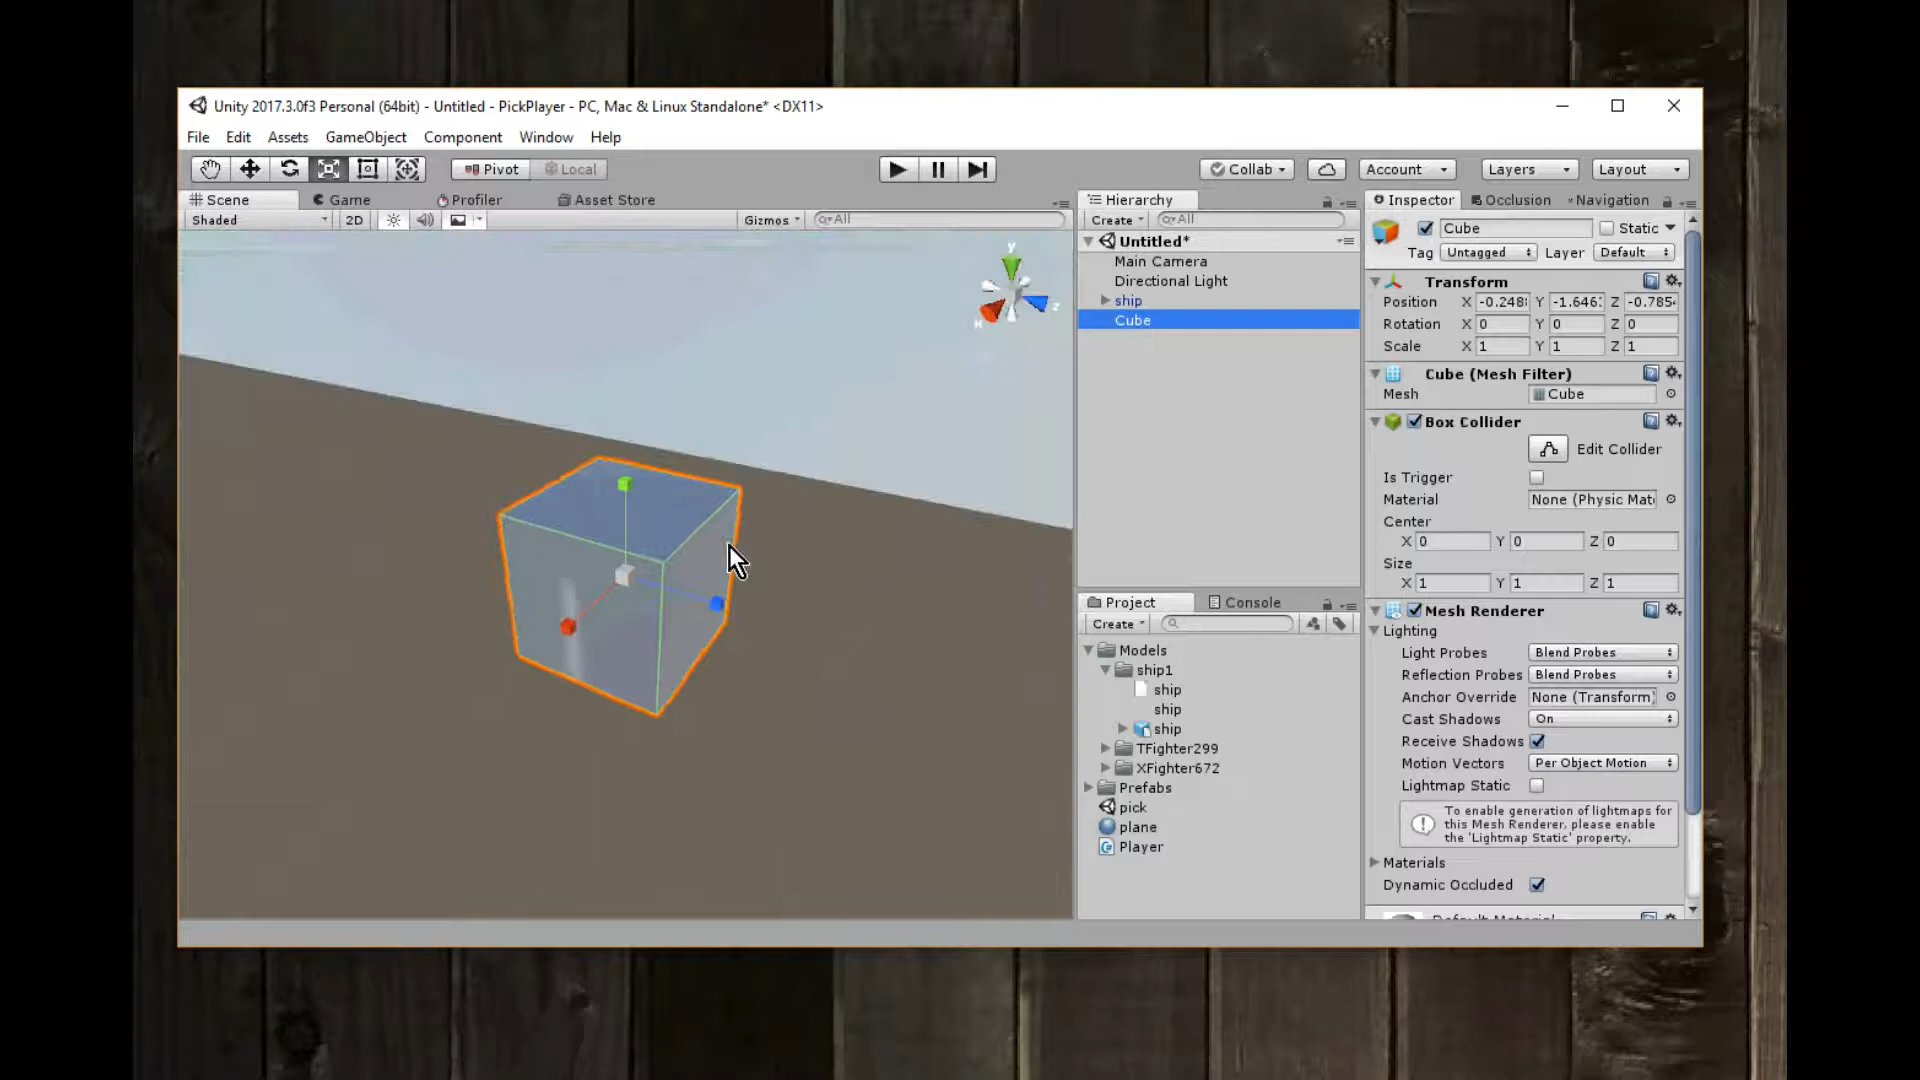 Unity 2017.3.0f3 Personal (64bit) - Untitled - PickPlayer - PC, Mac & Linux Standalone* <DX11>
File Edit Assets GameObject Component Window Help
Pivot Local Collab Account Layers Layout
Scene Game Profiler Asset Store
Shaded 2D Gizmos All
y
x
z
Hierarchy
Create All
Untitled*
Main Camera
Directional Light
ship
Cube
Project Console
Create
Models
ship1
ship
ship
ship
TFighter299
XFighter672
Prefabs
pick
plane
Player
Inspector Occlusion Navigation
Cube Static
Tag Untagged Layer Default
Transform
Position X -0.248 Y -1.646 Z -0.785
Rotation X 0 Y 0 Z 0
Scale X 1 Y 1 Z 1
Cube (Mesh Filter)
Mesh Cube
Box Collider
Edit Collider
Is Trigger
Material None (Physic Mat
Center
X 0 Y 0 Z 0
Size
X 1 Y 1 Z 1
Mesh Renderer
Lighting
Light Probes Blend Probes
Reflection Probes Blend Probes
Anchor Override None (Transform)
Cast Shadows On
Receive Shadows
Motion Vectors Per Object Motion
Lightmap Static
To enable generation of lightmaps for
this Mesh Renderer, please enable
the 'Lightmap Static' property.
Materials
Dynamic Occluded
Default Material